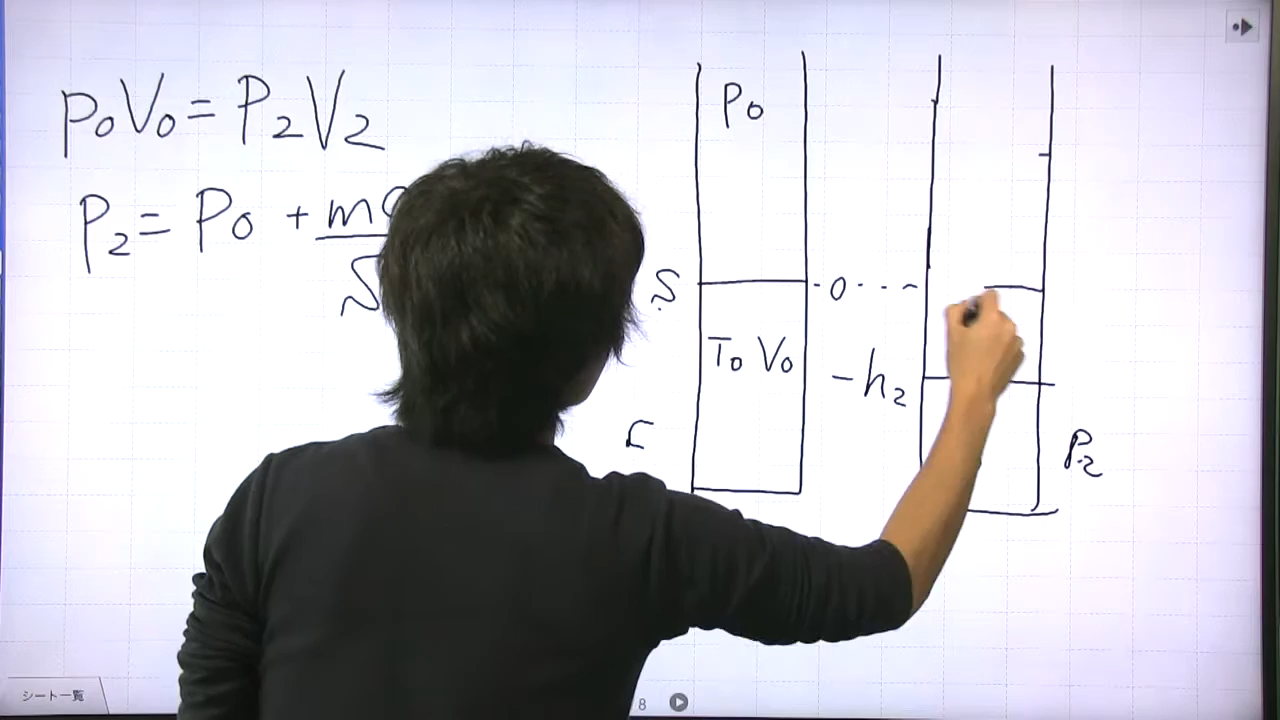 P₀V₀ = P₂V₂
P₂ = P₀ + m
S
P₀
S
0
T₀ V₀
-h₂
P₂
シート一覧
8